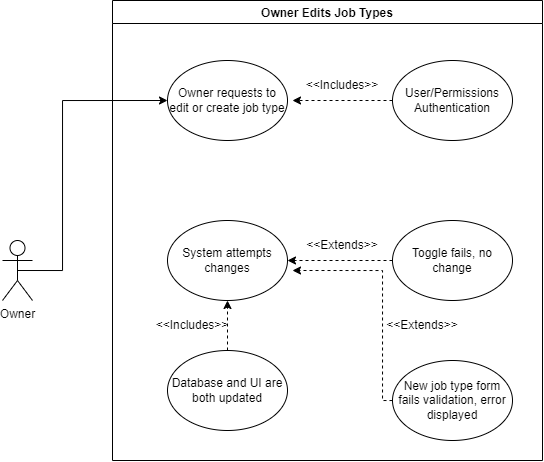 Owner Edits Job Types
Owner requests to
edit or create job type
<<Includes>>
User/Permissions
Authentication
System attempts
changes
<<Extends>>
Toggle fails, no
change
Owner
<<Includes>>
<<Extends>>
Database and UI are
both updated
New job type form
fails validation, error
displayed